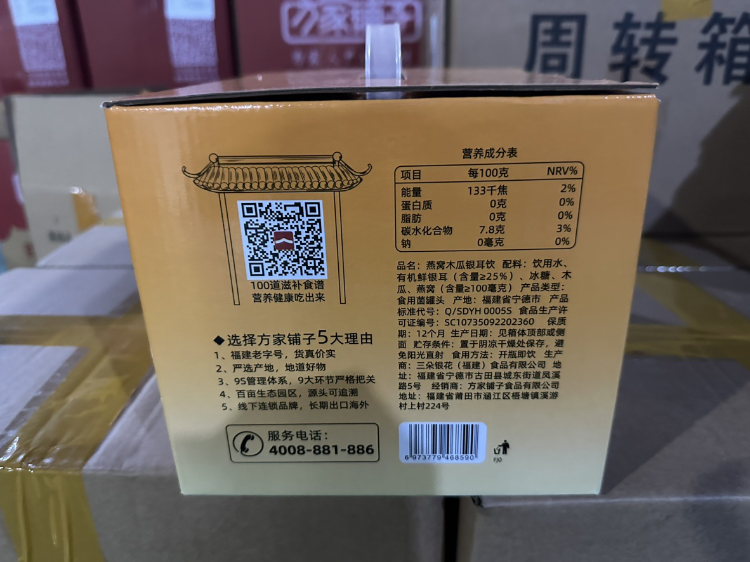 方家铺子
周转箱
100道滋补食谱
营养健康吃出来
◆选择方家铺子5大理由
1、福建老字号，货真价实
2、严选产地，地道好物
3、95管理体系，9大环节严格把关
4、百亩生态园区，源头可追溯
5、线下连锁品牌，长期出口海外
服务电话：
4008-881-886
营养成分表
项目 每100克 NRV%
能量 133千焦 2%
蛋白质 0克 0%
脂肪 0克 0%
碳水化合物 7.8克 3%
钠 0毫克 0%
品名：燕窝木瓜银耳饮 配料：饮用水、
有机鲜银耳（含量≥25%）、冰糖、木
瓜、燕窝（含量≥100毫克）产品类型：
食用菌罐头 产地：福建省宁德市 产品
标准代号：Q/SDYH 0005S 食品生产许
可证编号：SC10735092202360 保质
期：12个月 生产日期：见箱体顶部或侧
面 贮存条件：置于阴凉干燥处保存，避
免阳光直射 食用方法：开瓶即饮 生产
商：三朵银花（福建）食品有限公司 地
址：福建省宁德市古田县城东街道凤溪
路5号 经销商：方家铺子食品有限公司
地址：福建省莆田市涵江区梧塘镇溪游
村上村224号
6973779468590